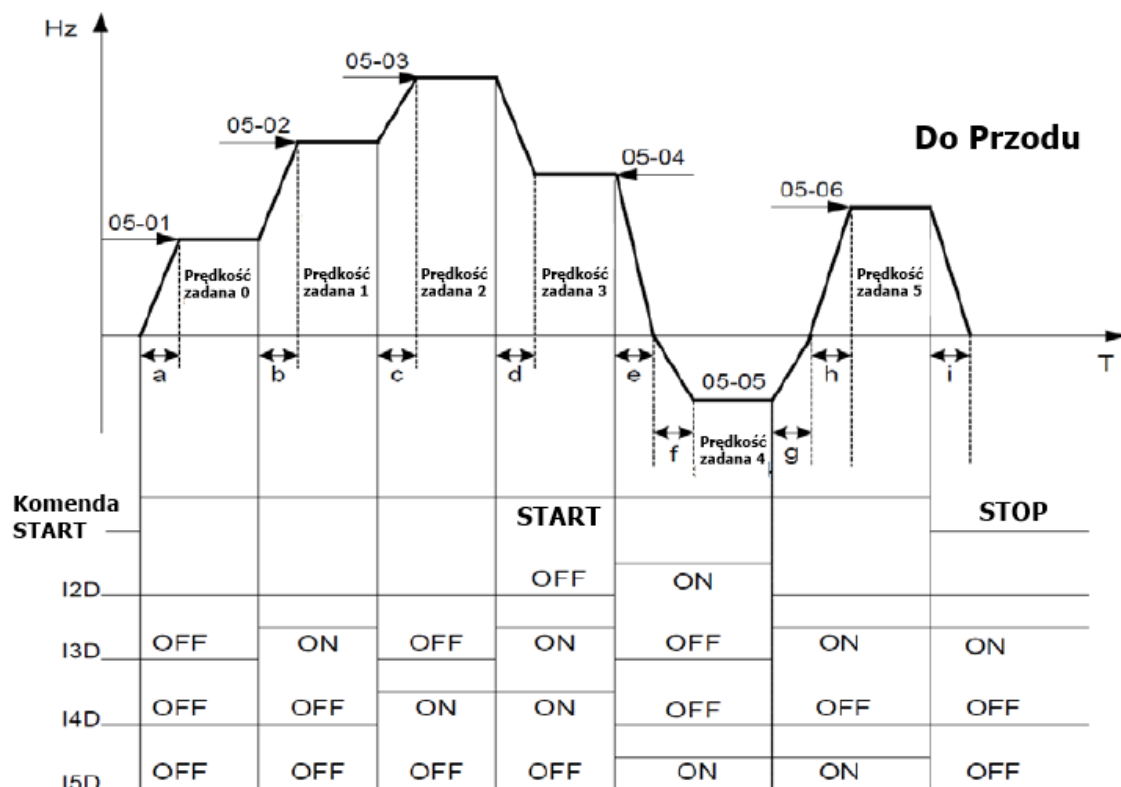 Hz
05-03
05-02
Do Przodu
05-04
05-06
05-01
Prędkość
zadana 0
Prędkość
zadana 1
Prędkość
zadana 2
Prędkość
zadana 3
Prędkość
zadana 5
a b c d e h i T
05-05
f Prędkość
zadana 4 g
Komenda
START
START STOP
I2D OFF ON
I3D OFF ON OFF ON OFF ON ON
I4D OFF OFF ON ON OFF OFF OFF
I5D OFF OFF OFF OFF ON ON OFF